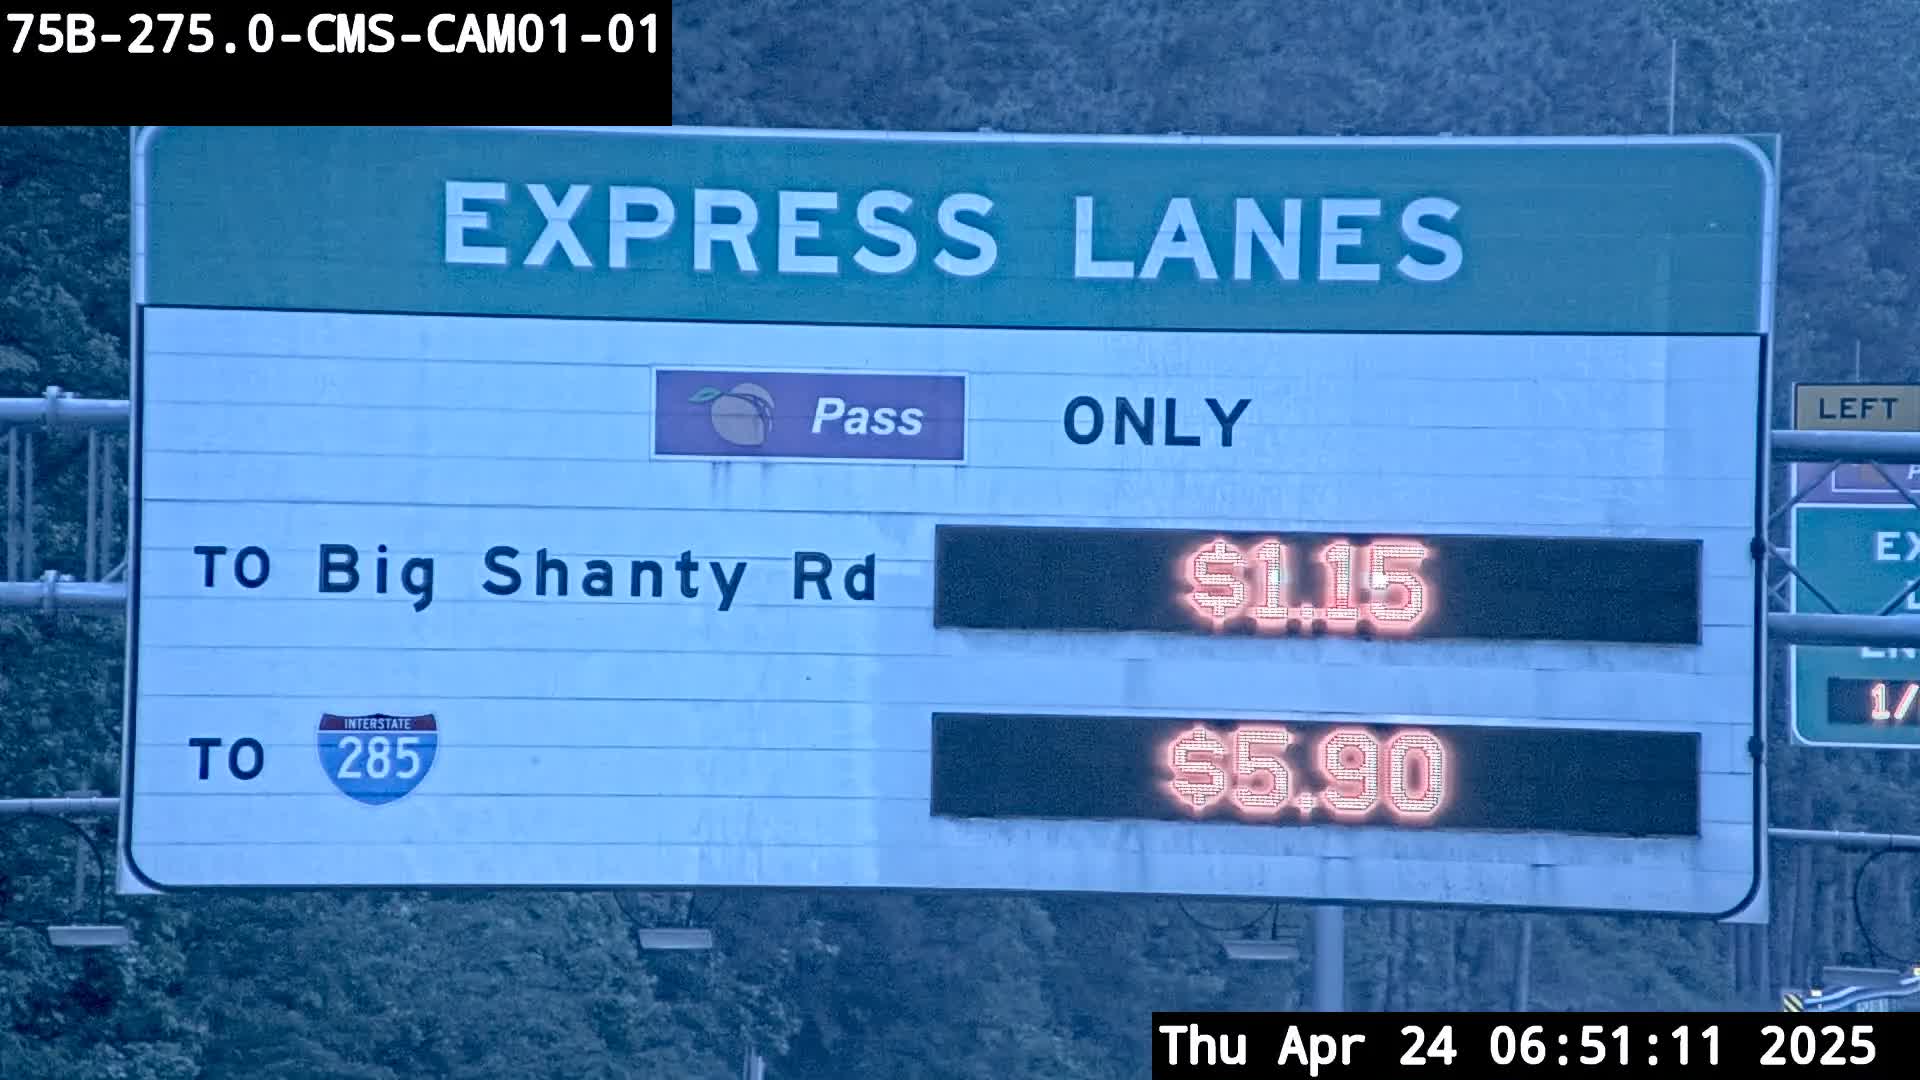 75B-275.0-CMS-CAM01-01
EXPRESS LANES
Pass ONLY
TO Big Shanty Rd $1.15
TO INTERSTATE 285 $5.90
LEFT
1/
Thu Apr 24 06:51:11 2025